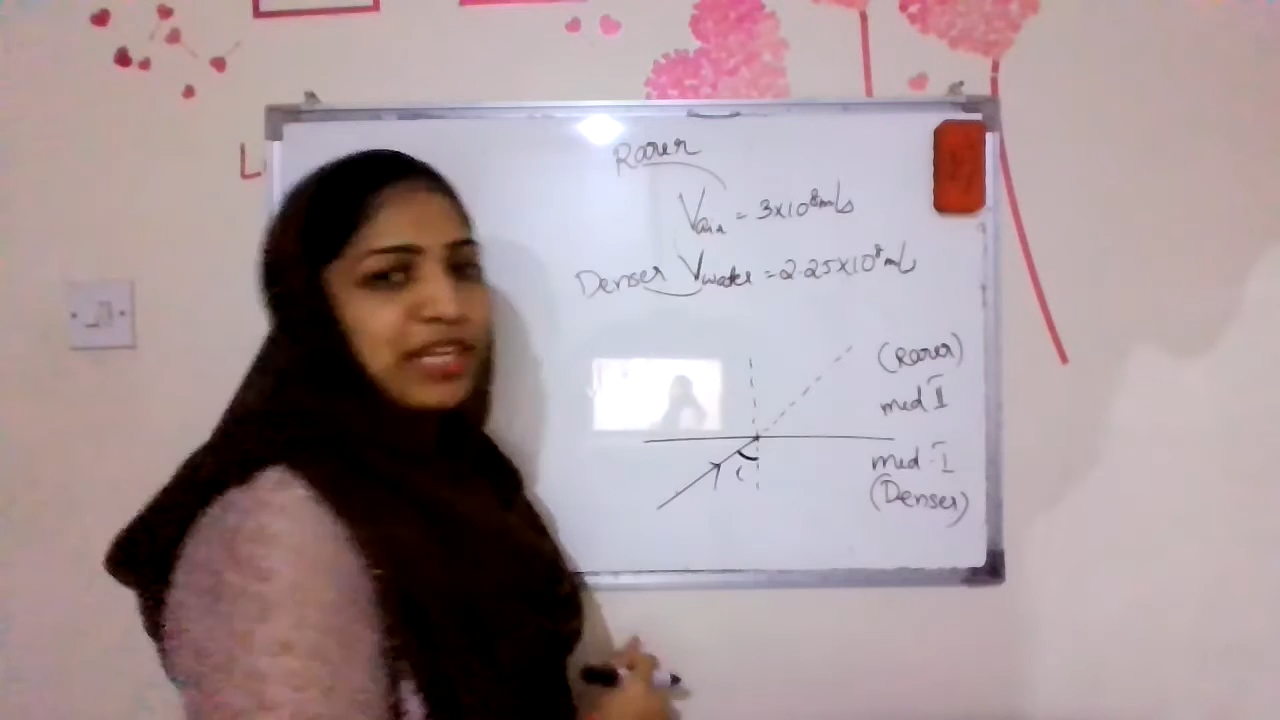 Rarer
Vair = 3x10⁸m/s
Denser Vwater = 2.25x10⁸m/s
(Rarer)
med II
i
med-I
(Denser)
L